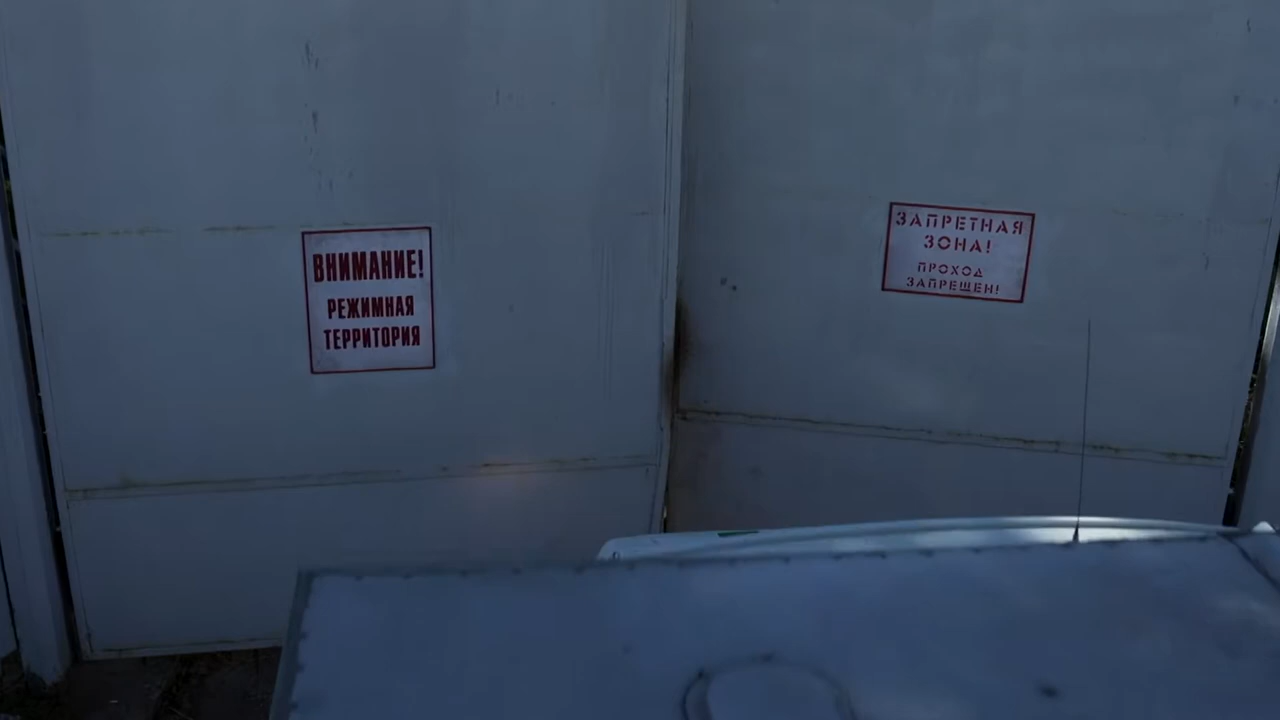 ВНИМАНИЕ!
РЕЖИМНАЯ
ТЕРРИТОРИЯ
ЗАПРЕТНАЯ
ЗОНА!
ПРОХОД
ЗАПРЕЩЕН!